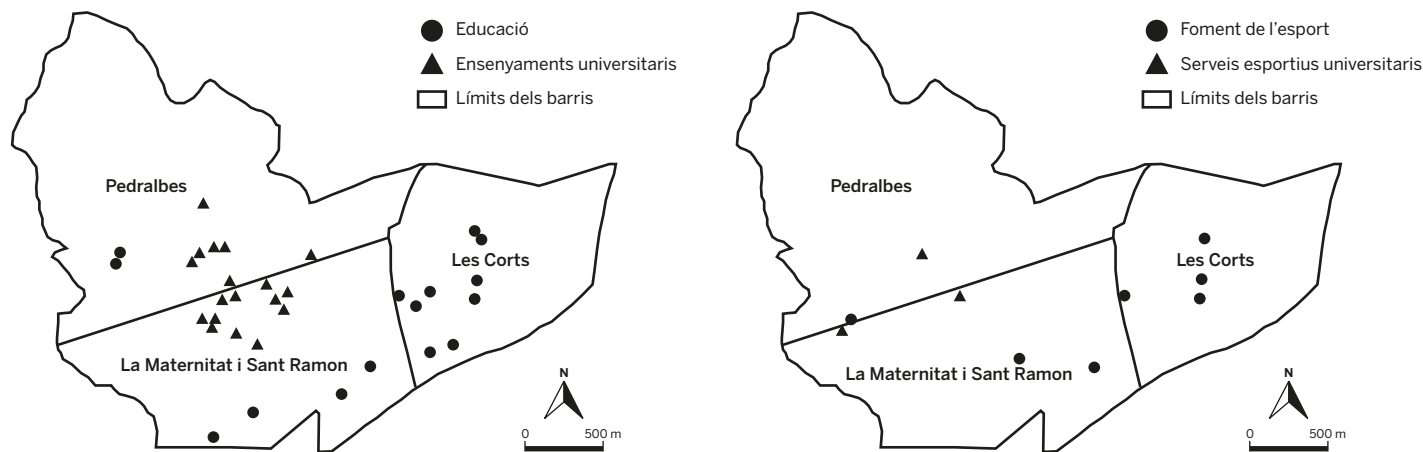 Educació
Ensenyaments universitaris
Límits dels barris
Pedralbes
Les Corts
La Maternitat i Sant Ramon
N
0 500 m
Foment de l'esport
Serveis esportius universitaris
Límits dels barris
Pedralbes
Les Corts
La Maternitat i Sant Ramon
N
0 500 m